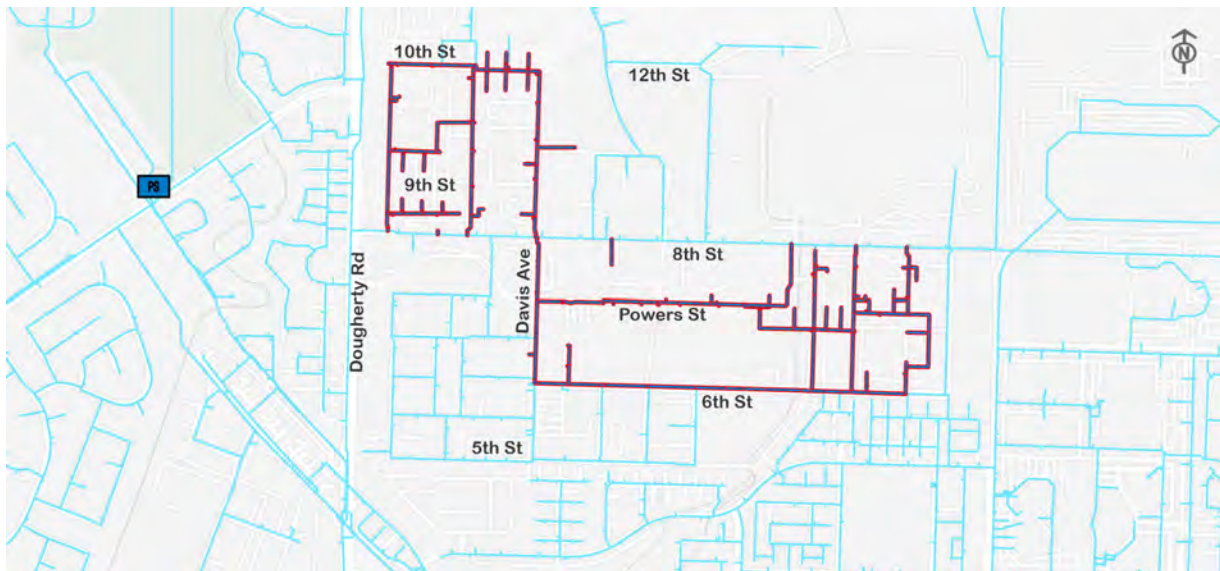 10th St
N
12th St
PS
9th St
8th St
Dougherty Rd
Davis Ave
Powers St
6th St
5th St